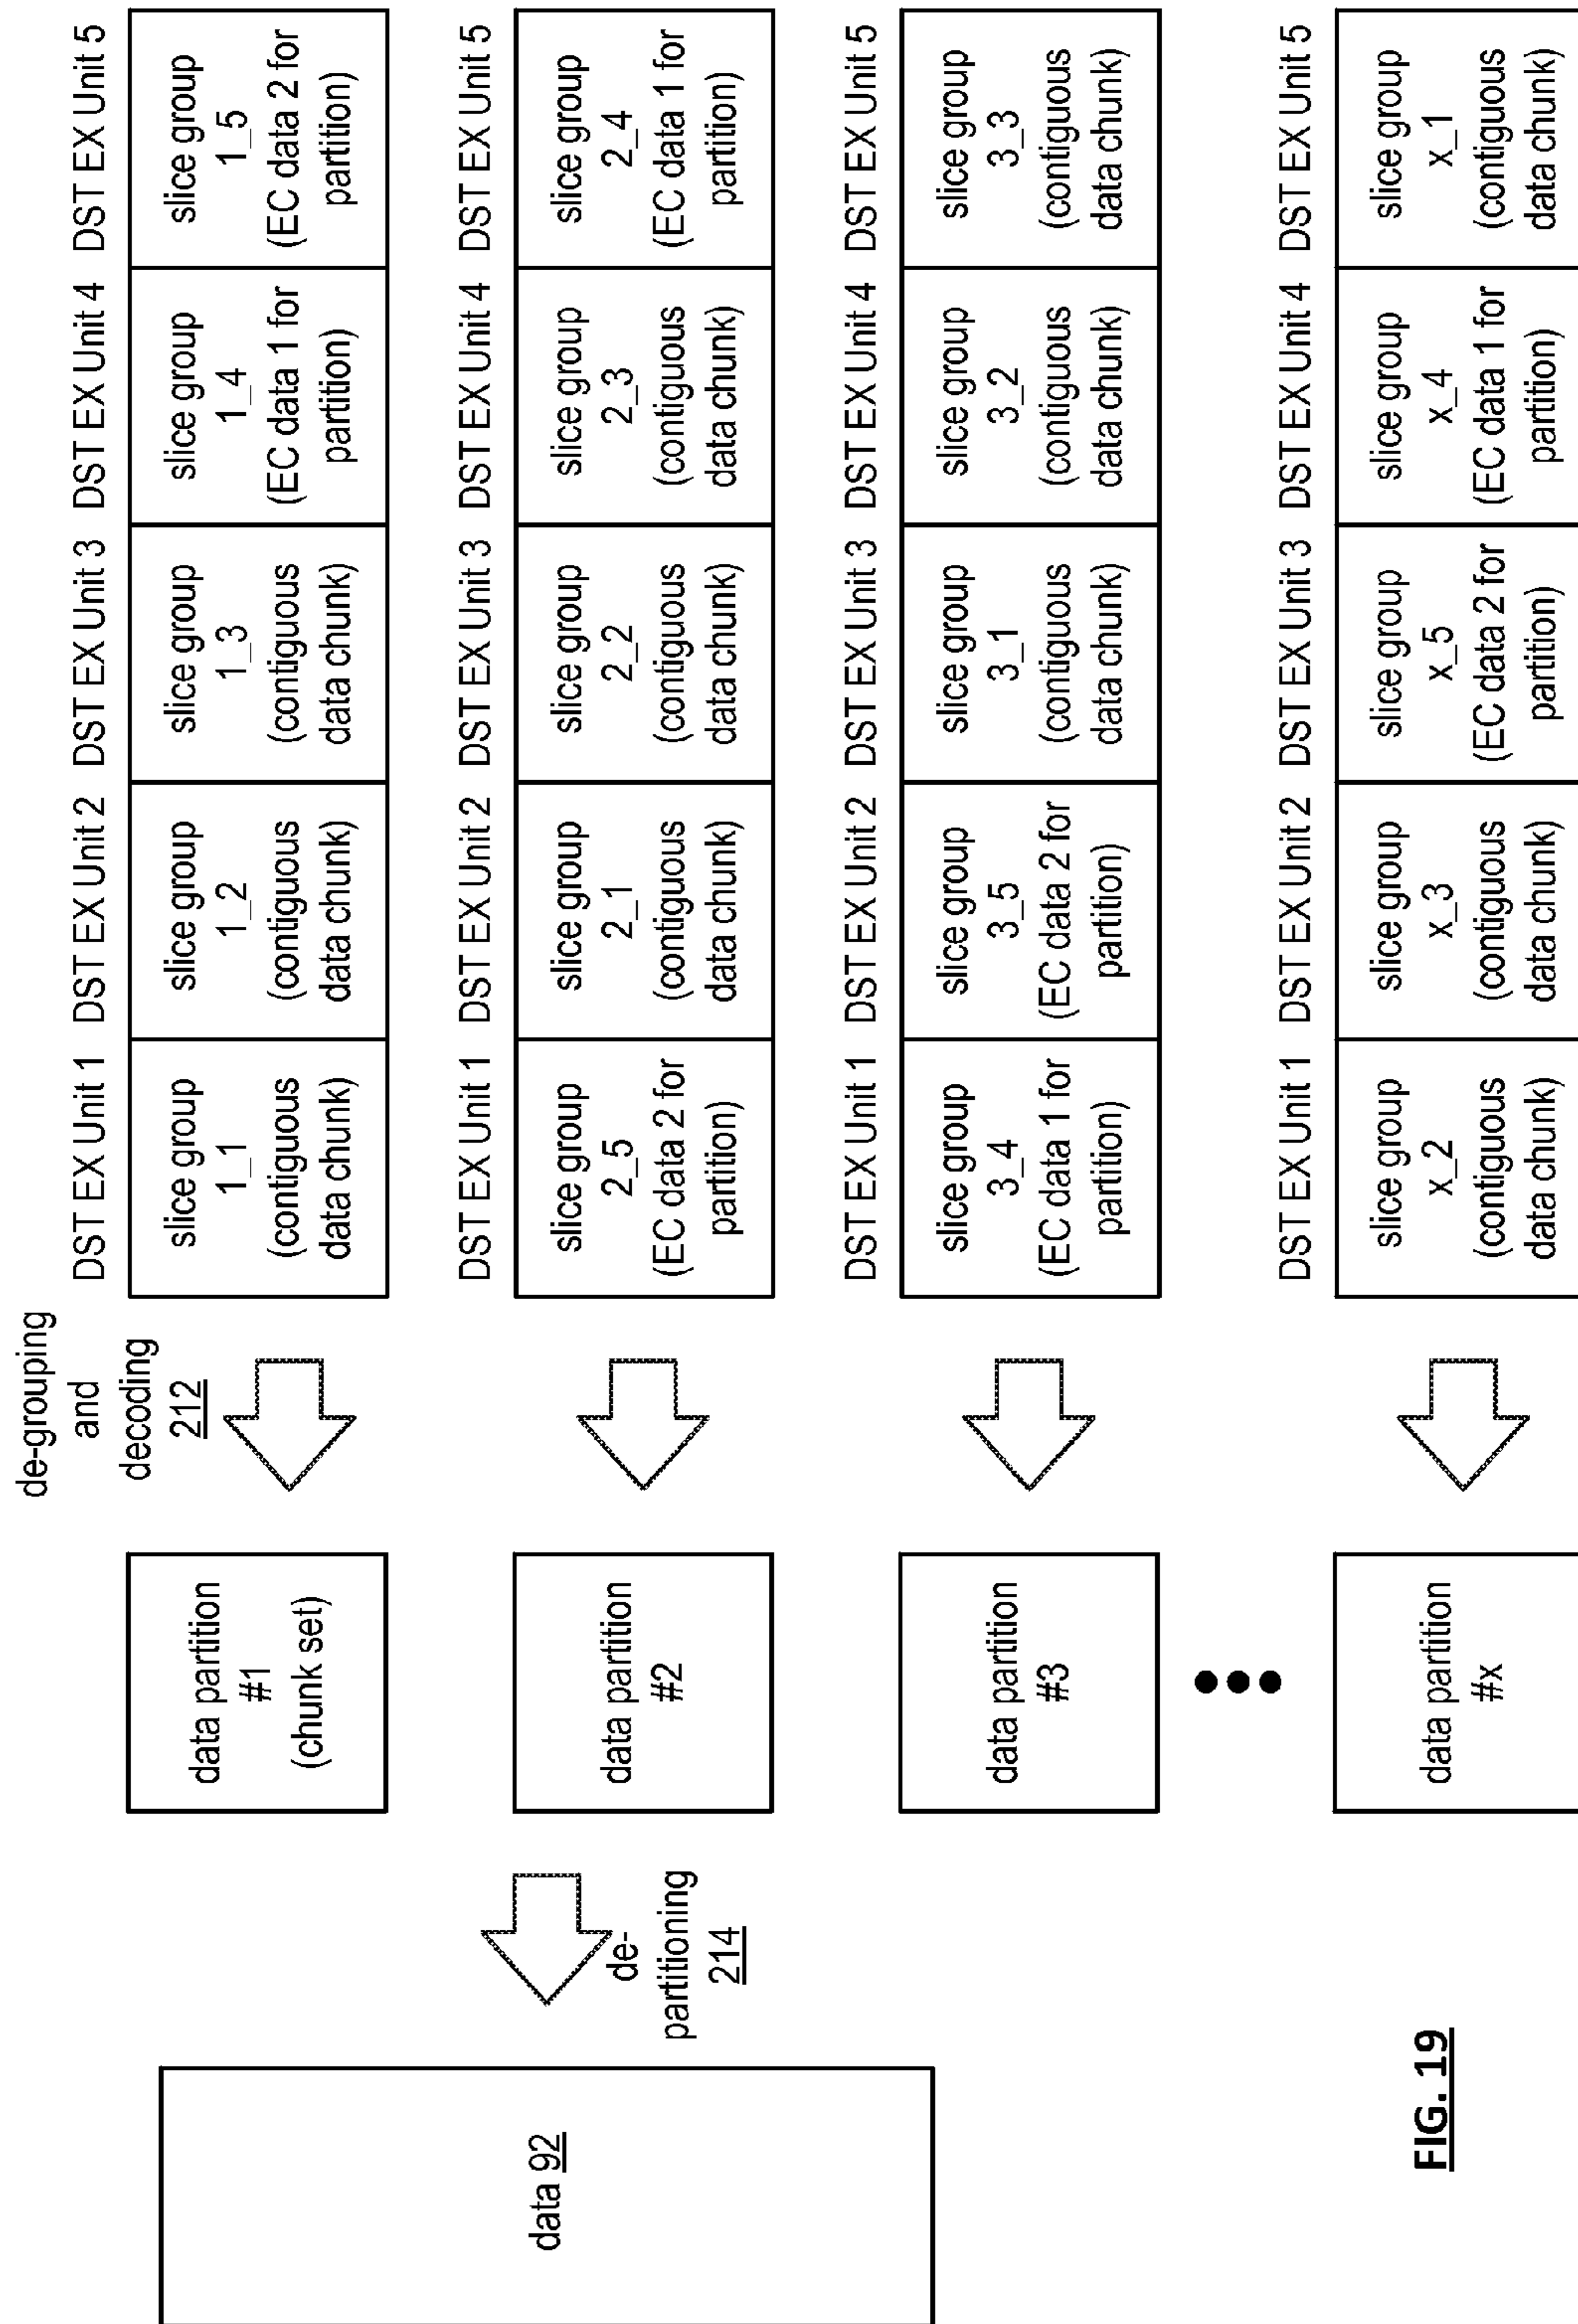 de-grouping
and
decoding
212
data 92
de-
partitioning
214
data partition
#1
(chunk set)
DST EX Unit 1
slice group
1_1
(contiguous
data chunk)
DST EX Unit 2
slice group
1_2
(contiguous
data chunk)
DST EX Unit 3
slice group
1_3
(contiguous
data chunk)
DST EX Unit 4
slice group
1_4
(EC data 1 for
partition)
DST EX Unit 5
slice group
1_5
(EC data 2 for
partition)
data partition
#2
DST EX Unit 1
slice group
2_5
(EC data 2 for
partition)
DST EX Unit 2
slice group
2_1
(contiguous
data chunk)
DST EX Unit 3
slice group
2_2
(contiguous
data chunk)
DST EX Unit 4
slice group
2_3
(contiguous
data chunk)
DST EX Unit 5
slice group
2_4
(EC data 1 for
partition)
data partition
#3
DST EX Unit 1
slice group
3_4
(EC data 1 for
partition)
DST EX Unit 2
slice group
3_5
(EC data 2 for
partition)
DST EX Unit 3
slice group
3_1
(contiguous
data chunk)
DST EX Unit 4
slice group
3_2
(contiguous
data chunk)
DST EX Unit 5
slice group
3_3
(contiguous
data chunk)
data partition
#x
DST EX Unit 1
slice group
x_2
(contiguous
data chunk)
DST EX Unit 2
slice group
x_3
(contiguous
data chunk)
DST EX Unit 3
slice group
x_5
(EC data 2 for
partition)
DST EX Unit 4
slice group
x_4
(EC data 1 for
partition)
DST EX Unit 5
slice group
x_1
(contiguous
data chunk)
FIG. 19